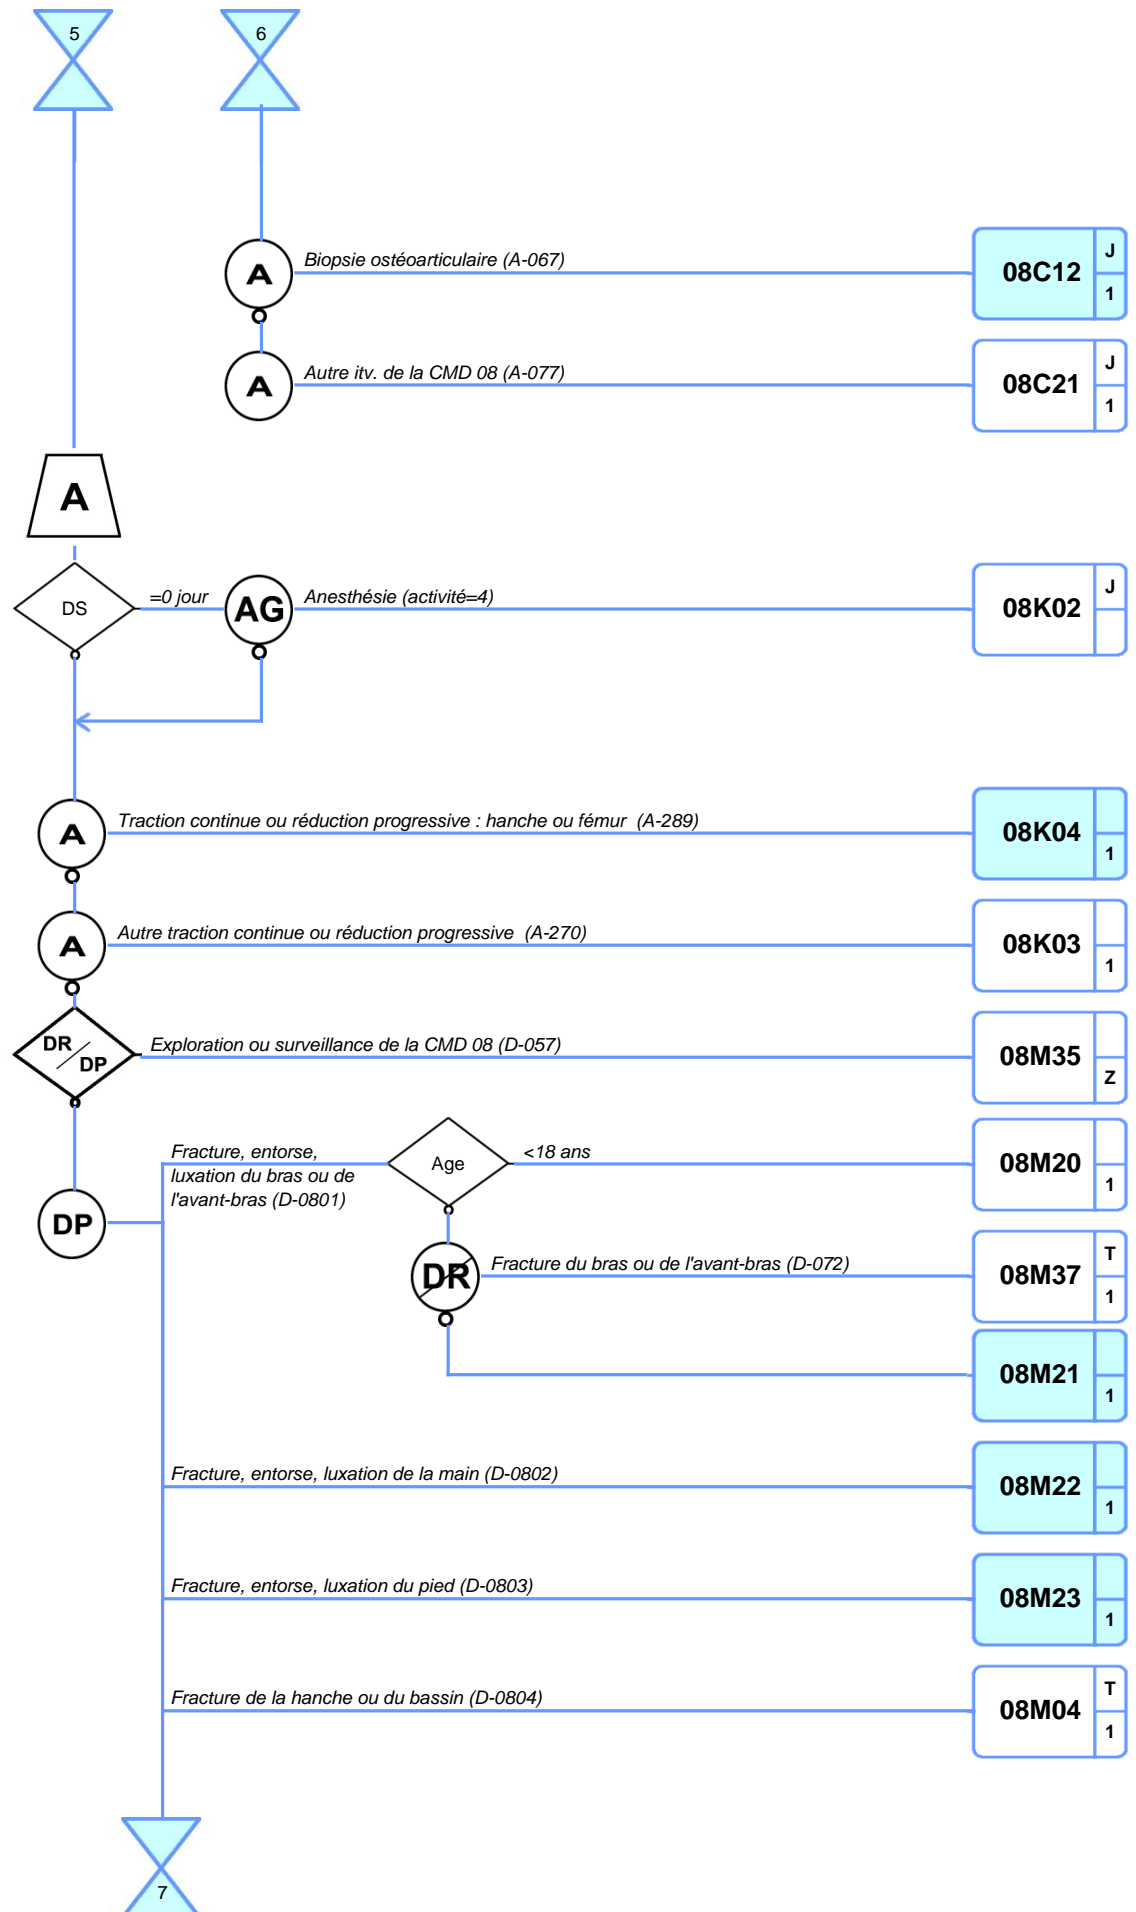 5
6
A
Biopsie ostéoarticulaire (A-067)
08C12
J
1
A
Autre itv. de la CMD 08 (A-077)
08C21
J
1
A
DS
=0 jour
AG
Anesthésie (activité=4)
08K02
J
A
Traction continue ou réduction progressive : hanche ou fémur (A-289)
08K04
1
A
Autre traction continue ou réduction progressive (A-270)
08K03
1
DR
DP
Exploration ou surveillance de la CMD 08 (D-057)
08M35
Z
DP
Fracture, entorse,
luxation du bras ou de
l'avant-bras (D-0801)
Age
<18 ans
08M20
1
DR
Fracture du bras ou de l'avant-bras (D-072)
08M37
T
1
08M21
1
Fracture, entorse, luxation de la main (D-0802)
08M22
1
Fracture, entorse, luxation du pied (D-0803)
08M23
1
Fracture de la hanche ou du bassin (D-0804)
08M04
T
1
7